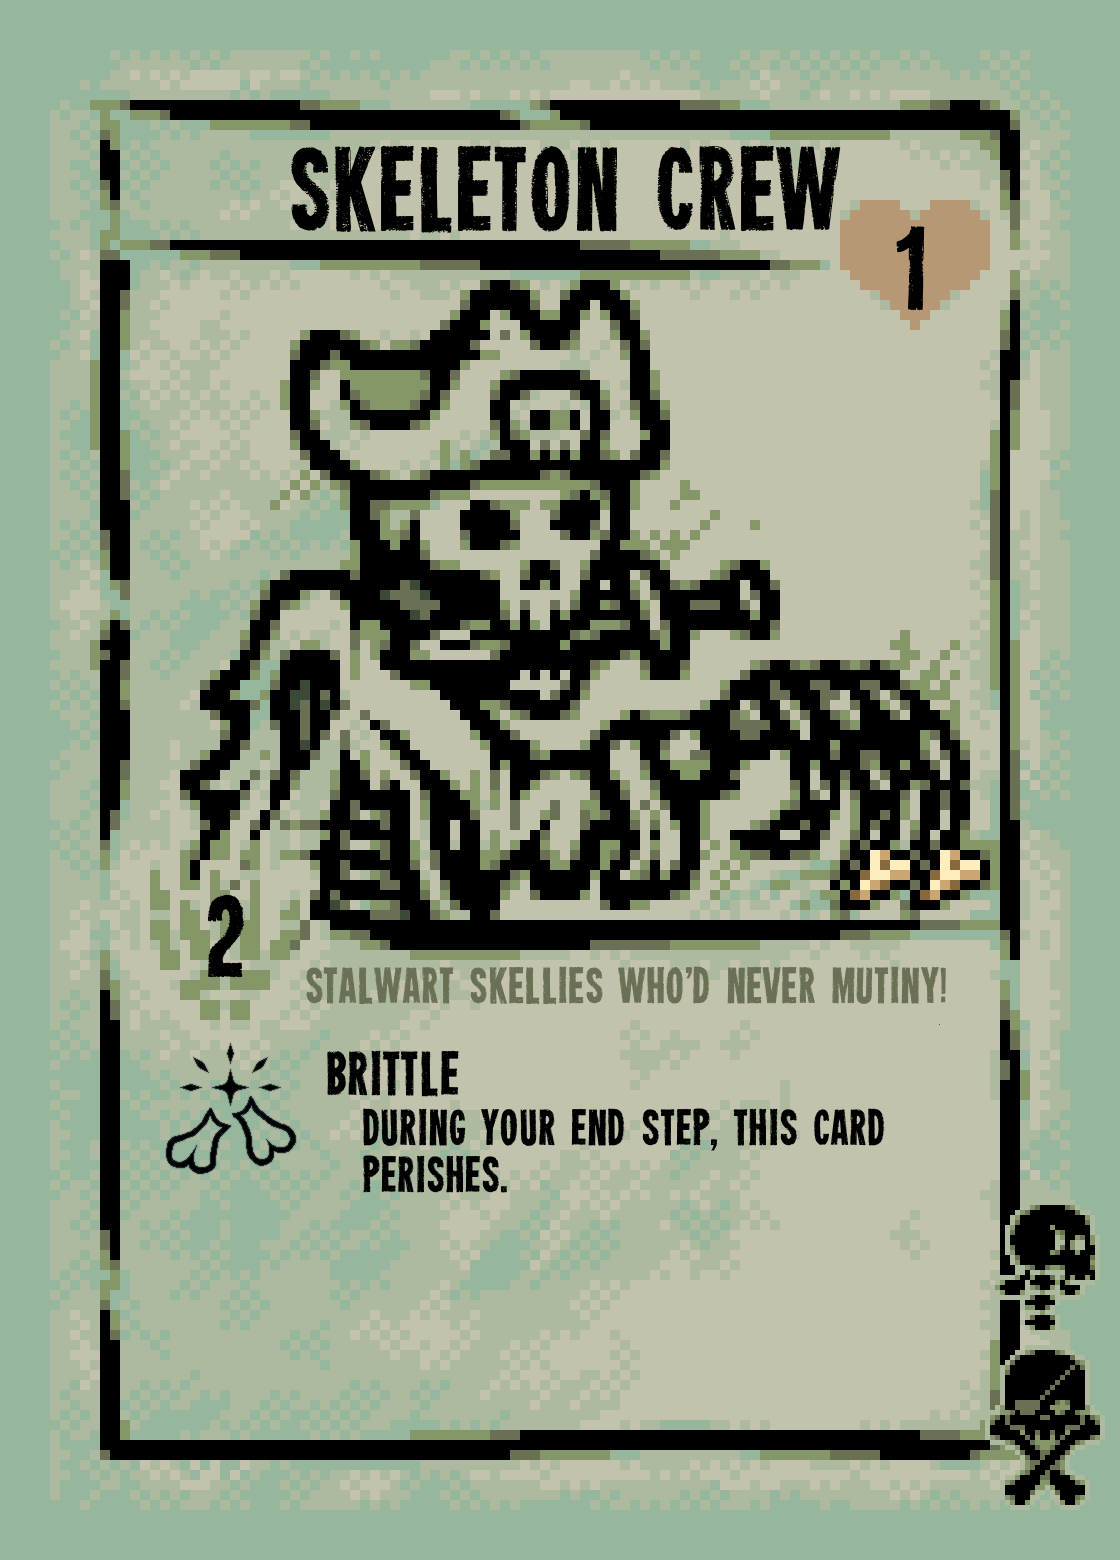 SKELETON CREW
1
2
STALWART SKELLIES WHO'D NEVER MUTINY!
BRITTLE
DURING YOUR END STEP, THIS CARD
PERISHES.